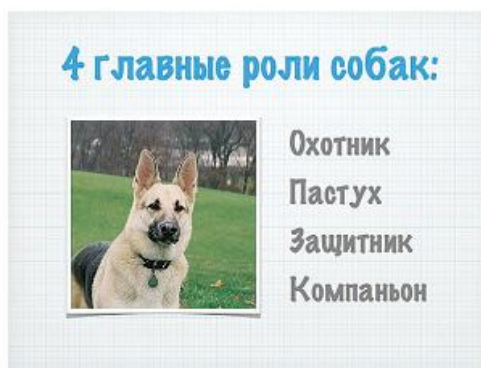 4 главные роли собак:
Охотник
Пастух
Защитник
Компаньон